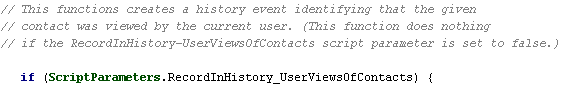 // This functions creates a history event identifying that the given
// contact was viewed by the current user. (This function does nothing
// if the RecordInHistory-UserViewsOfContacts script parameter is set to false.)
if (ScriptParameters.RecordInHistory_UserViewsOfContacts) {